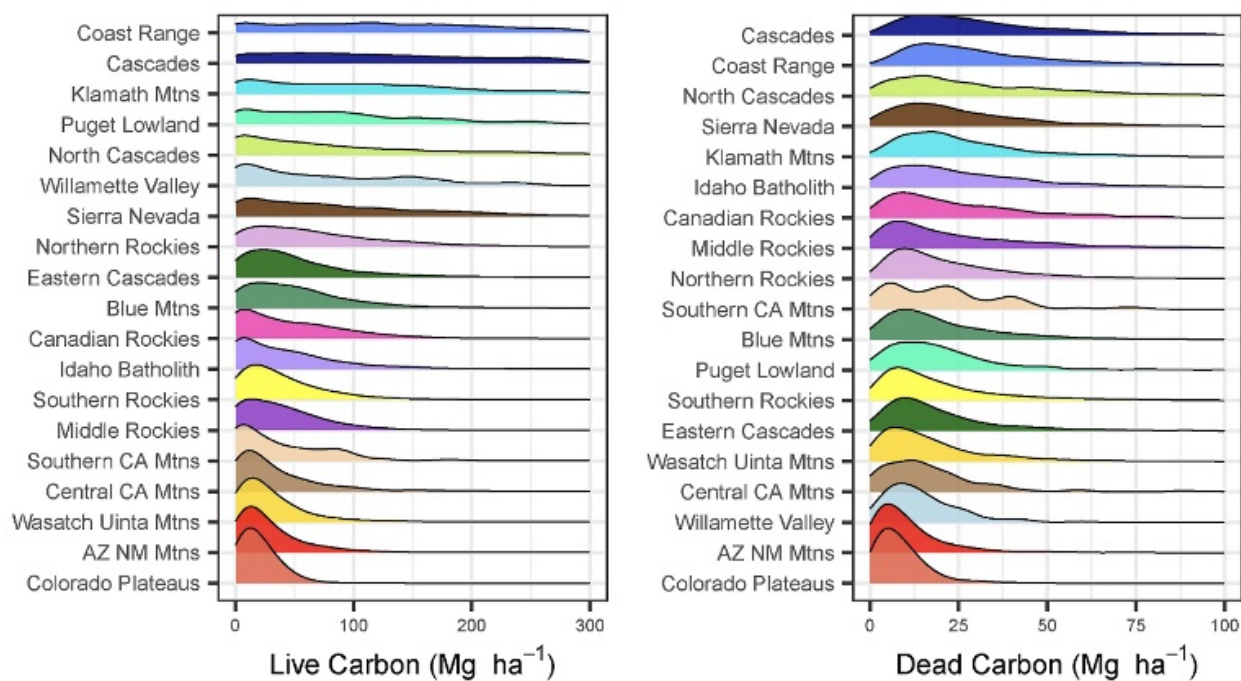 Coast Range
Cascades
Klamath Mtns
Puget Lowland
North Cascades
Willamette Valley
Sierra Nevada
Northern Rockies
Eastern Cascades
Blue Mtns
Canadian Rockies
Idaho Batholith
Southern Rockies
Middle Rockies
Southern CA Mtns
Central CA Mtns
Wasatch Uinta Mtns
AZ NM Mtns
Colorado Plateaus
0 100 200 300
Live Carbon (Mg ha⁻¹)
Cascades
Coast Range
North Cascades
Sierra Nevada
Klamath Mtns
Idaho Batholith
Canadian Rockies
Middle Rockies
Northern Rockies
Southern CA Mtns
Blue Mtns
Puget Lowland
Southern Rockies
Eastern Cascades
Wasatch Uinta Mtns
Central CA Mtns
Willamette Valley
AZ NM Mtns
Colorado Plateaus
0 25 50 75 100
Dead Carbon (Mg ha⁻¹)